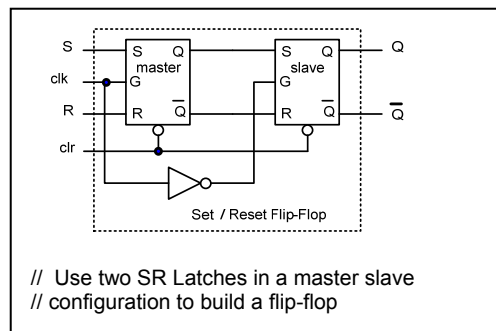 S S Q S Q Q
master slave
clk G G
R R Q̅ R Q̅ Q̅
clr
Set / Reset Flip-Flop
// Use two SR Latches in a master slave
// configuration to build a flip-flop